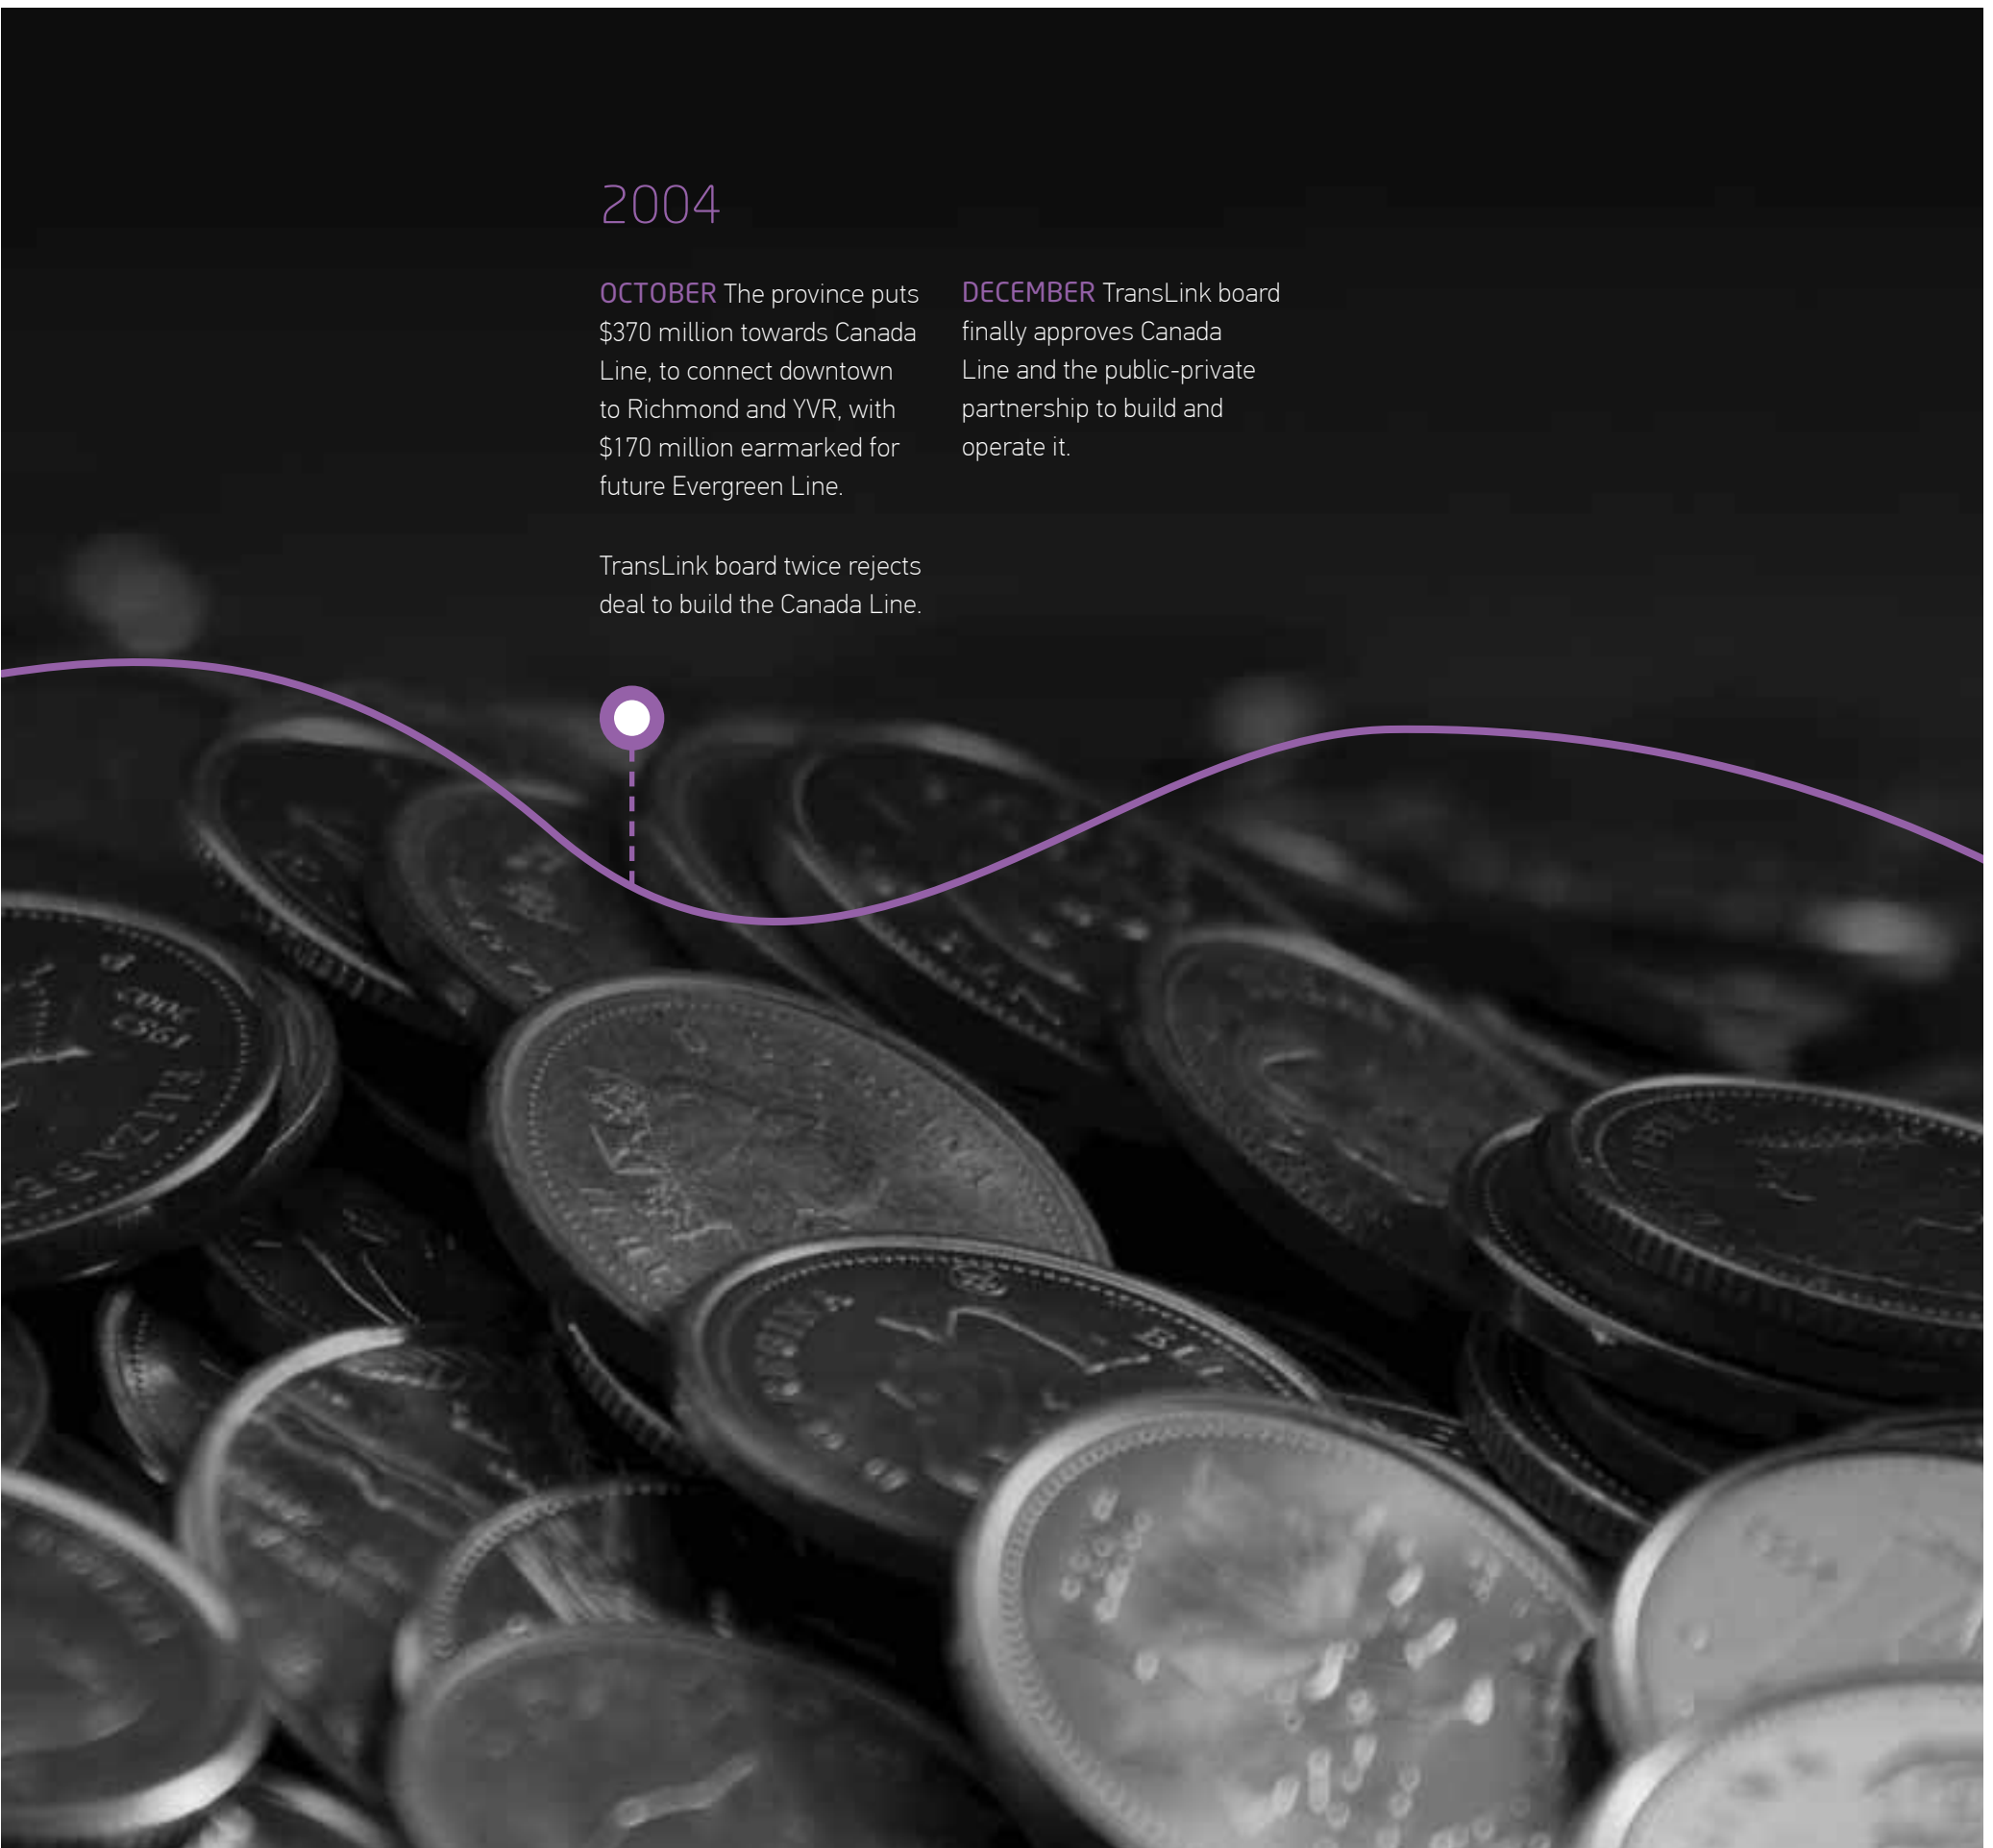 2004
OCTOBER The province puts
$370 million towards Canada
Line, to connect downtown
to Richmond and YVR, with
$170 million earmarked for
future Evergreen Line.
TransLink board twice rejects
deal to build the Canada Line.
DECEMBER TransLink board
finally approves Canada
Line and the public-private
partnership to build and
operate it.
P
2002
1952